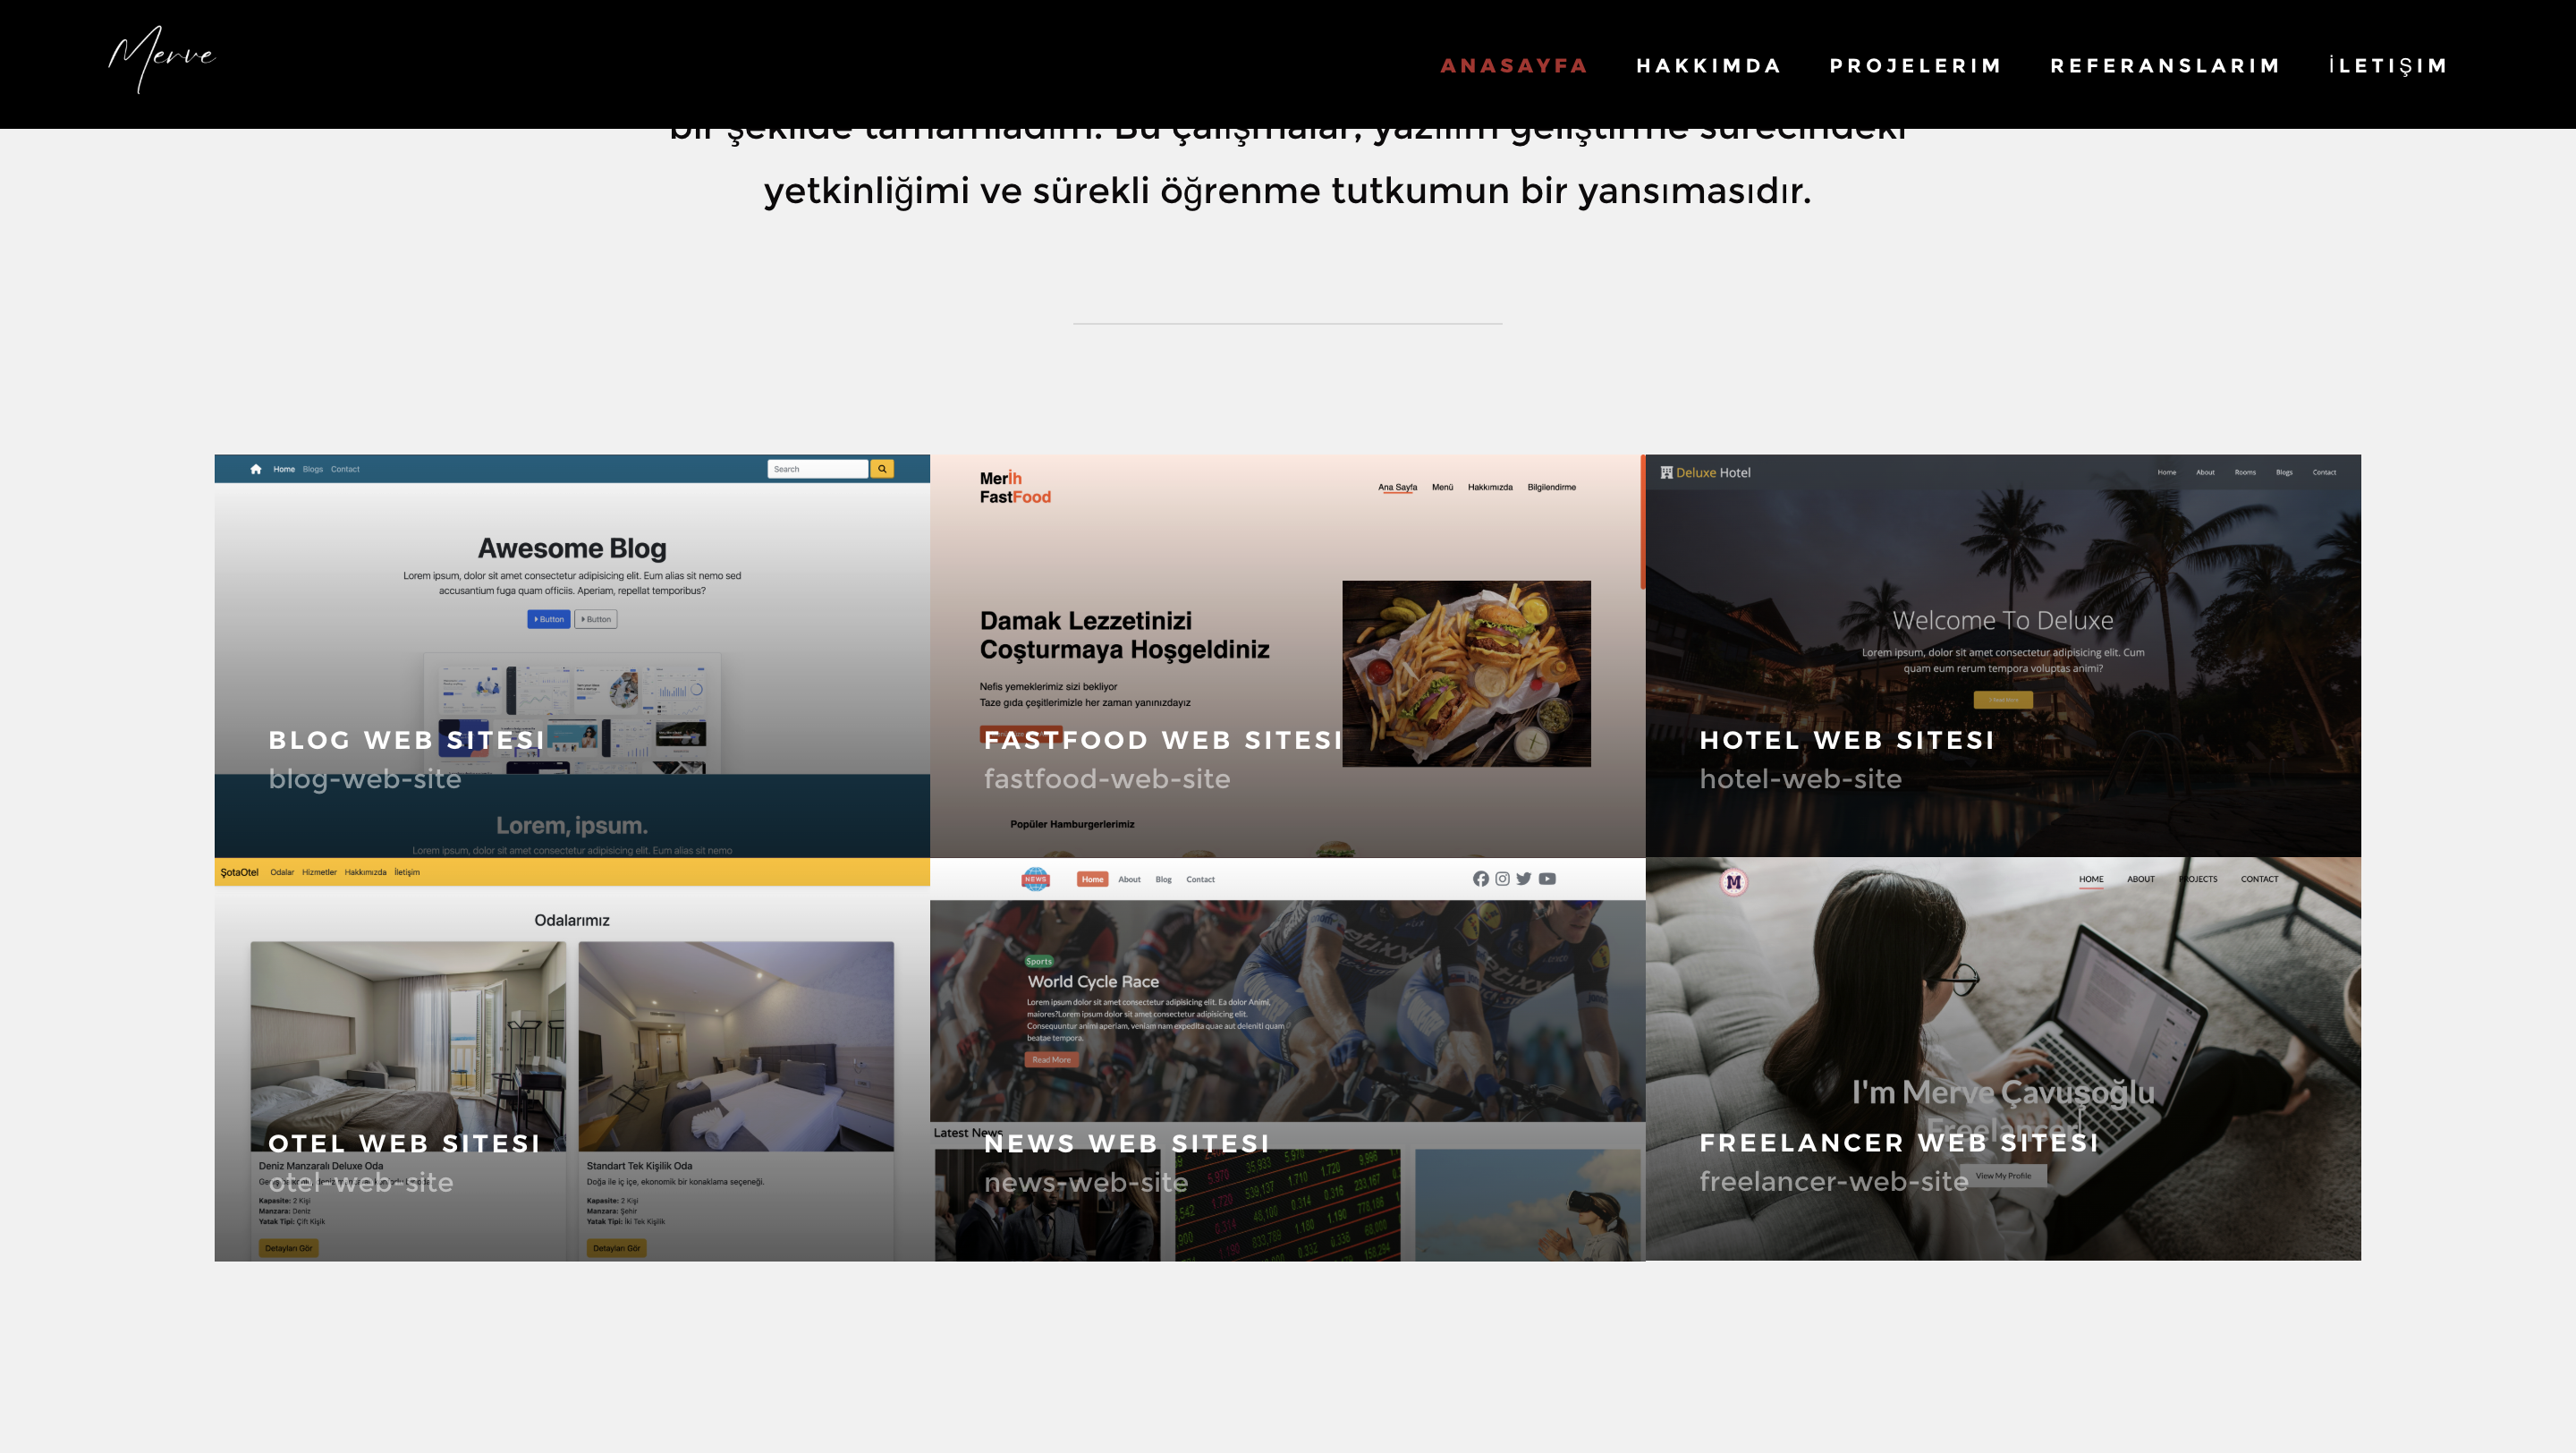 Merve
ANASAYFA HAKKIMDA PROJELERIM REFERANSLARIM İLETIŞIM
bir şekilde tamamladım. Bu çalışmalar, yazılım geliştirme sürecindeki
yetkinliğimi ve sürekli öğrenme tutkumun bir yansımasıdır.
Home Blogs Contact Search
Awesome Blog
Lorem ipsum, dolor sit amet consectetur adipisicing elit. Eum alias sit nemo sed
accusantium fuga quam officiis. Aperiam, repellat temporibus?
Button Button
BLOG WEB SITESI
blog-web-site
Lorem, ipsum.
Lorem ipsum, dolor sit amet consectetur adipisicing elit. Eum alias sit nemo
Merih
FastFood
Ana Sayfa Menü Hakkımızda Bilgilendirme
Damak Lezzetinizi
Coşturmaya Hoşgeldiniz
Nefis yemeklerimiz sizi bekliyor
Taze gıda çeşitlerimizle her zaman yanınızdayız
FASTFOOD WEB SITESI
fastfood-web-site
Popüler Hamburgerlerimiz
Deluxe Hotel
Home About Rooms Blogs Contact
Welcome To Deluxe
Lorem ipsum, dolor sit amet consectetur adipisicing elit. Cum
quam eum rerum tempora voluptas animi?
HOTEL WEB SITESI
hotel-web-site
ŞotaOtel Odalar Hizmetler Hakkımızda İletişim
Odalarımız
OTEL WEB SITESI
otel-web-site
Deniz Manzaralı Deluxe Oda
Kapasite: 2 Kişi
Manzara: Deniz
Yatak Tipi: Çift Kişik
Detayları Gör
Standart Tek Kişilik Oda
Doğa ile iç içe, ekonomik bir konaklama seçeneği.
Kapasite: 2 Kişi
Manzara: Şehir
Yatak Tipi: İki Tek Kişilik
Detayları Gör
NEWS
Home About Blog Contact
Sports
World Cycle Race
Lorem ipsum dolor sit amet consectetur adipisicing elit. Ea dolor Animi,
maiores?Lorem ipsum dolor sit amet consectetur adipisicing elit.
Consequuntur animi aperiam, veniam nam expedita quae aut deleniti quam
beatae tempora.
Read More
Latest News
NEWS WEB SITESI
news-web-site
M
HOME ABOUT PROJECTS CONTACT
I'm Merve Çavuşoğlu
Freelancer
FREELANCER WEB SITESI
freelancer-web-site
View My Profile